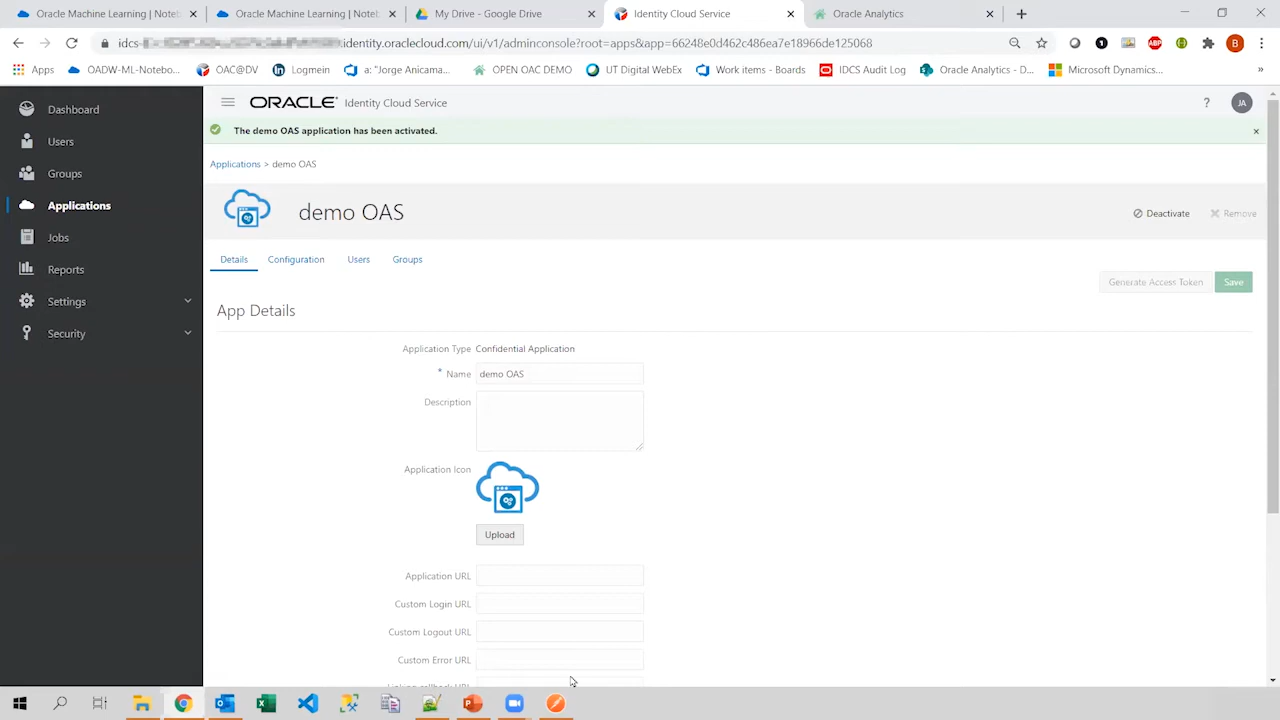 Oracle Machine Learning | Noteb
Oracle Machine Learning | Noteb
My Drive - Google Drive
Identity Cloud Service
Oracle Analytics
idcs-
.identity.oraclecloud.com/ui/v1/adminconsole?root=apps&app=66248e0d462c486ea7e18966de125068
B
Apps
OADW-ML-Notebo...
OAC@DV
Logmein
a: "Jorge Anicama...
OPEN OAC DEMO
UT Digital WebEx
Work items - Boards
IDCS Audit Log
Oracle Analytics - D...
Microsoft Dynamics...
»
Dashboard
Users
Groups
Applications
Jobs
Reports
Settings
Security
ORACLE® Identity Cloud Service
?
JA
The demo OAS application has been activated.
Applications > demo OAS
demo OAS
Deactivate
Remove
Details
Configuration
Users
Groups
Generate Access Token
Save
App Details
Application Type Confidential Application
* Name demo OAS
Description
Application Icon
Upload
Application URL
Custom Login URL
Custom Logout URL
Custom Error URL
Linking callback URL